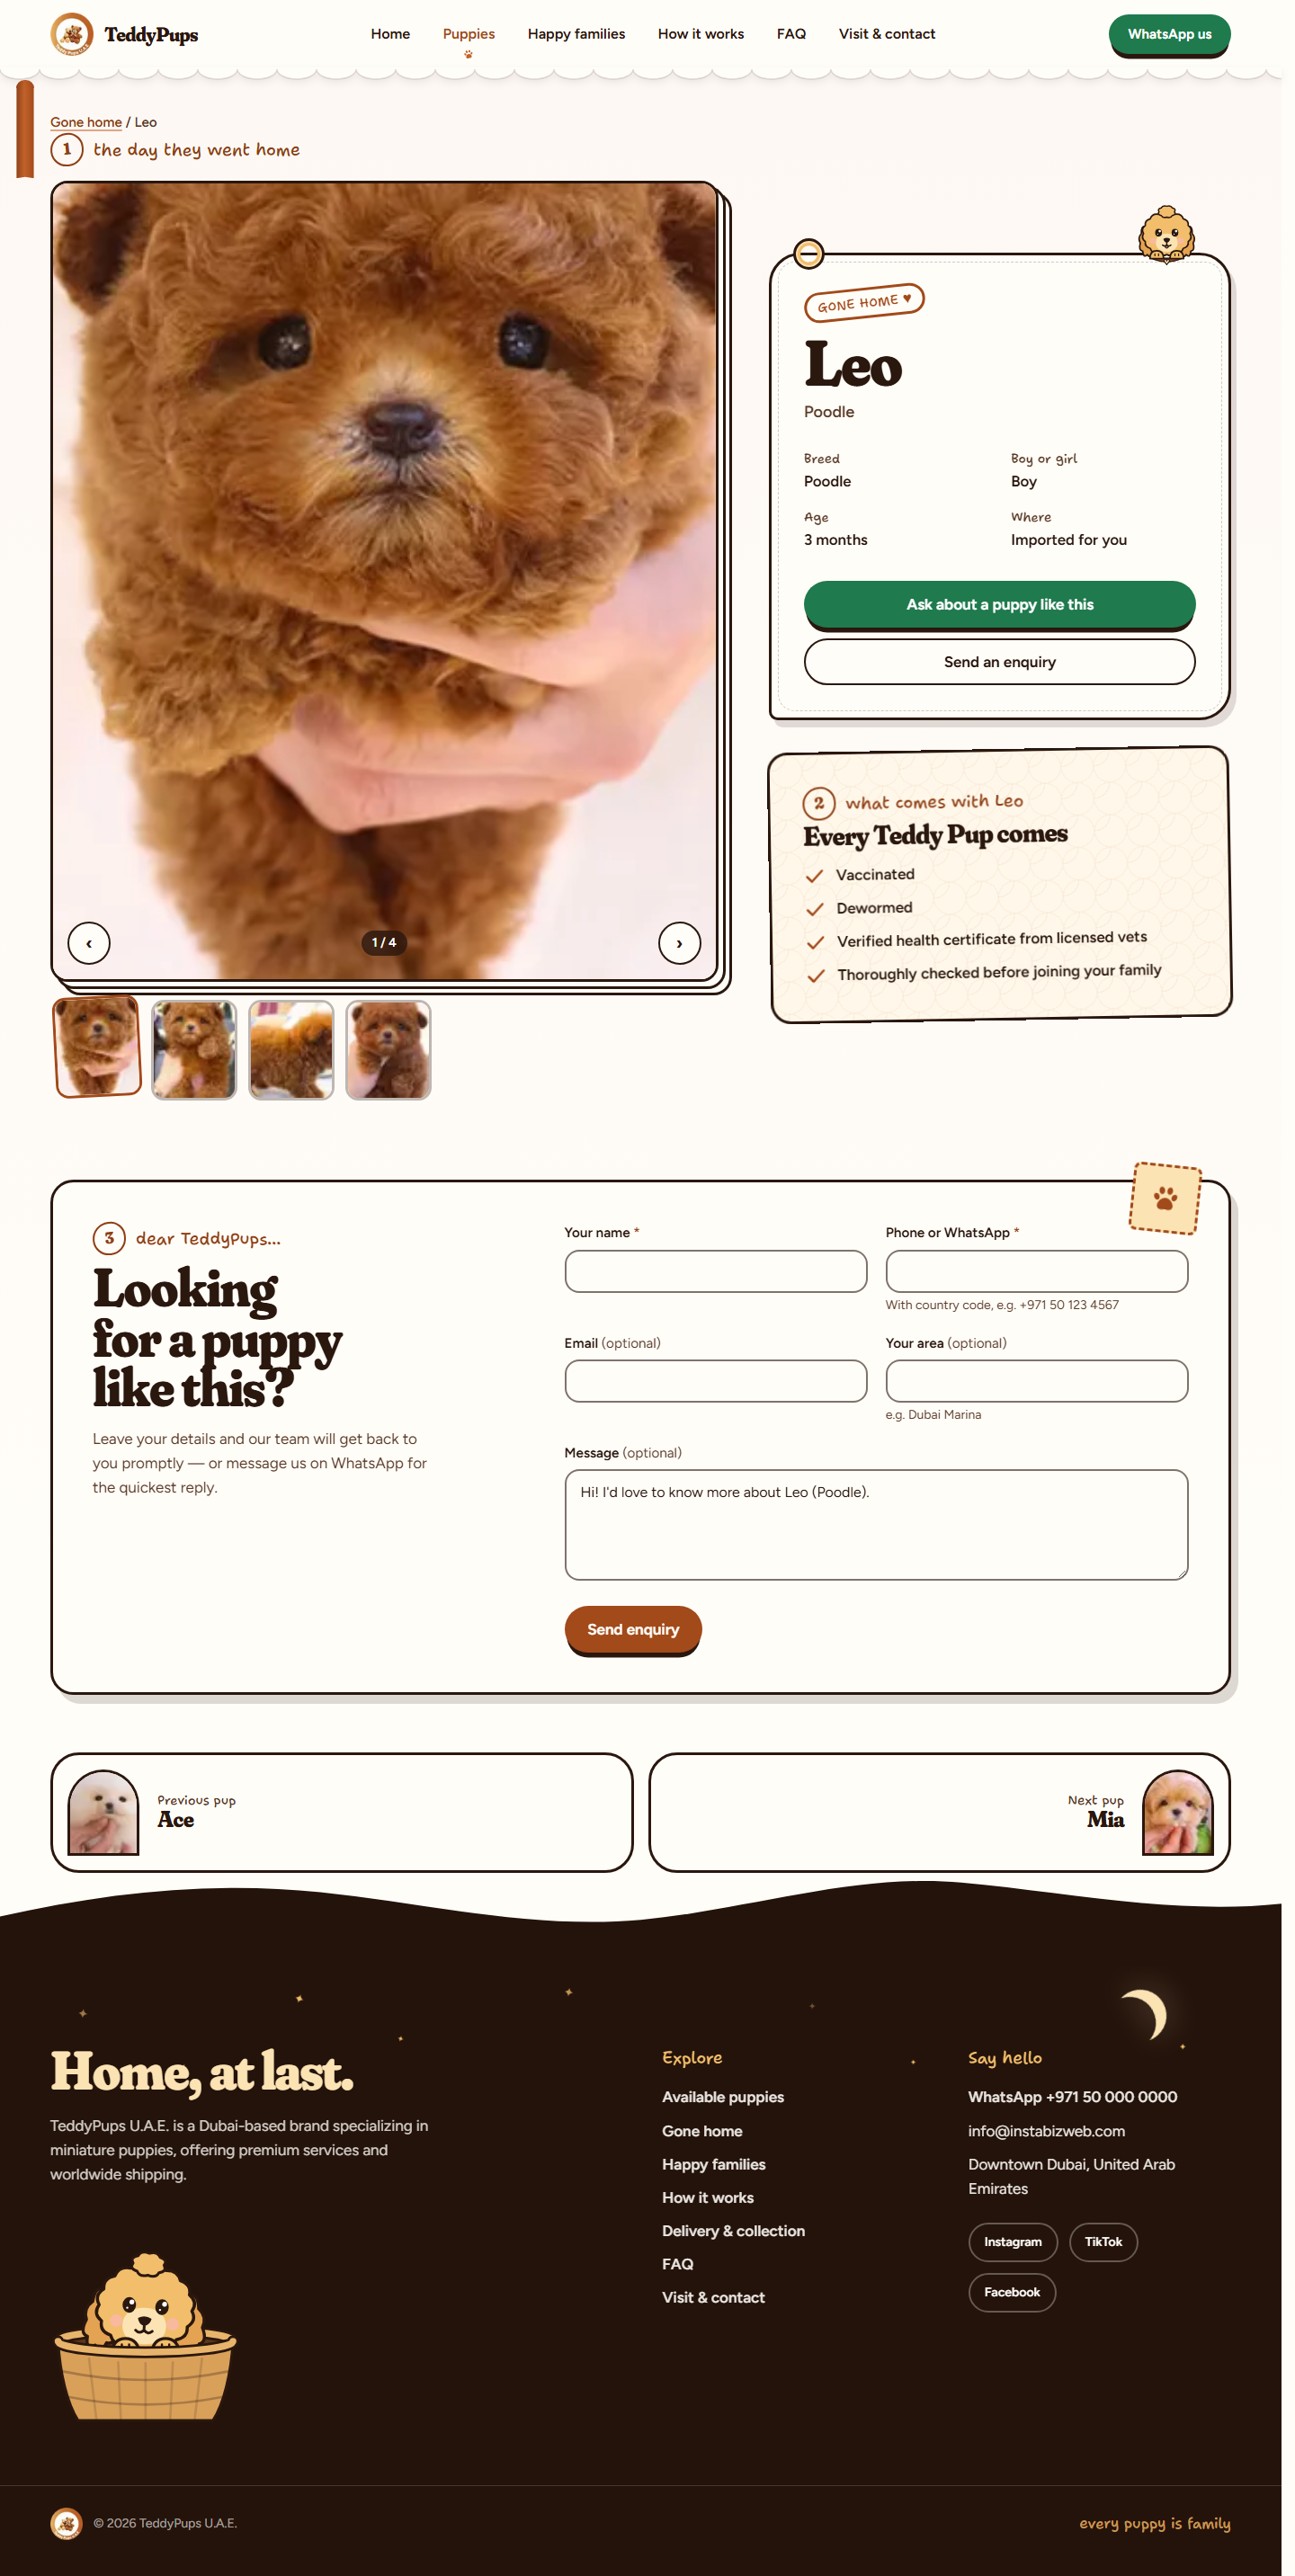 TeddyPups
Home
Puppies
Happy families
How it works
FAQ
Visit & contact
WhatsApp us
Gone home / Leo
1 the day they went home
GONE HOME ♥
Leo
Poodle
Breed
Poodle
Boy or girl
Boy
Age
3 months
Where
Imported for you
Ask about a puppy like this
Send an enquiry
‹
1 / 4
›
2 what comes with Leo
Every Teddy Pup comes
Vaccinated
Dewormed
Verified health certificate from licensed vets
Thoroughly checked before joining your family
3 dear TeddyPups...
Looking
for a puppy
like this?
Leave your details and our team will get back to
you promptly — or message us on WhatsApp for
the quickest reply.
Your name *
Phone or WhatsApp *
With country code, e.g. +971 50 123 4567
Email (optional)
Your area (optional)
e.g. Dubai Marina
Message (optional)
Hi! I'd love to know more about Leo (Poodle).
Send enquiry
Previous pup
Ace
Next pup
Mia
Home, at last.
TeddyPups U.A.E. is a Dubai-based brand specializing in
miniature puppies, offering premium services and
worldwide shipping.
Explore
Available puppies
Gone home
Happy families
How it works
Delivery & collection
FAQ
Visit & contact
Say hello
WhatsApp +971 50 000 0000
info@instabizweb.com
Downtown Dubai, United Arab
Emirates
Instagram
TikTok
Facebook
© 2026 TeddyPups U.A.E.
every puppy is family